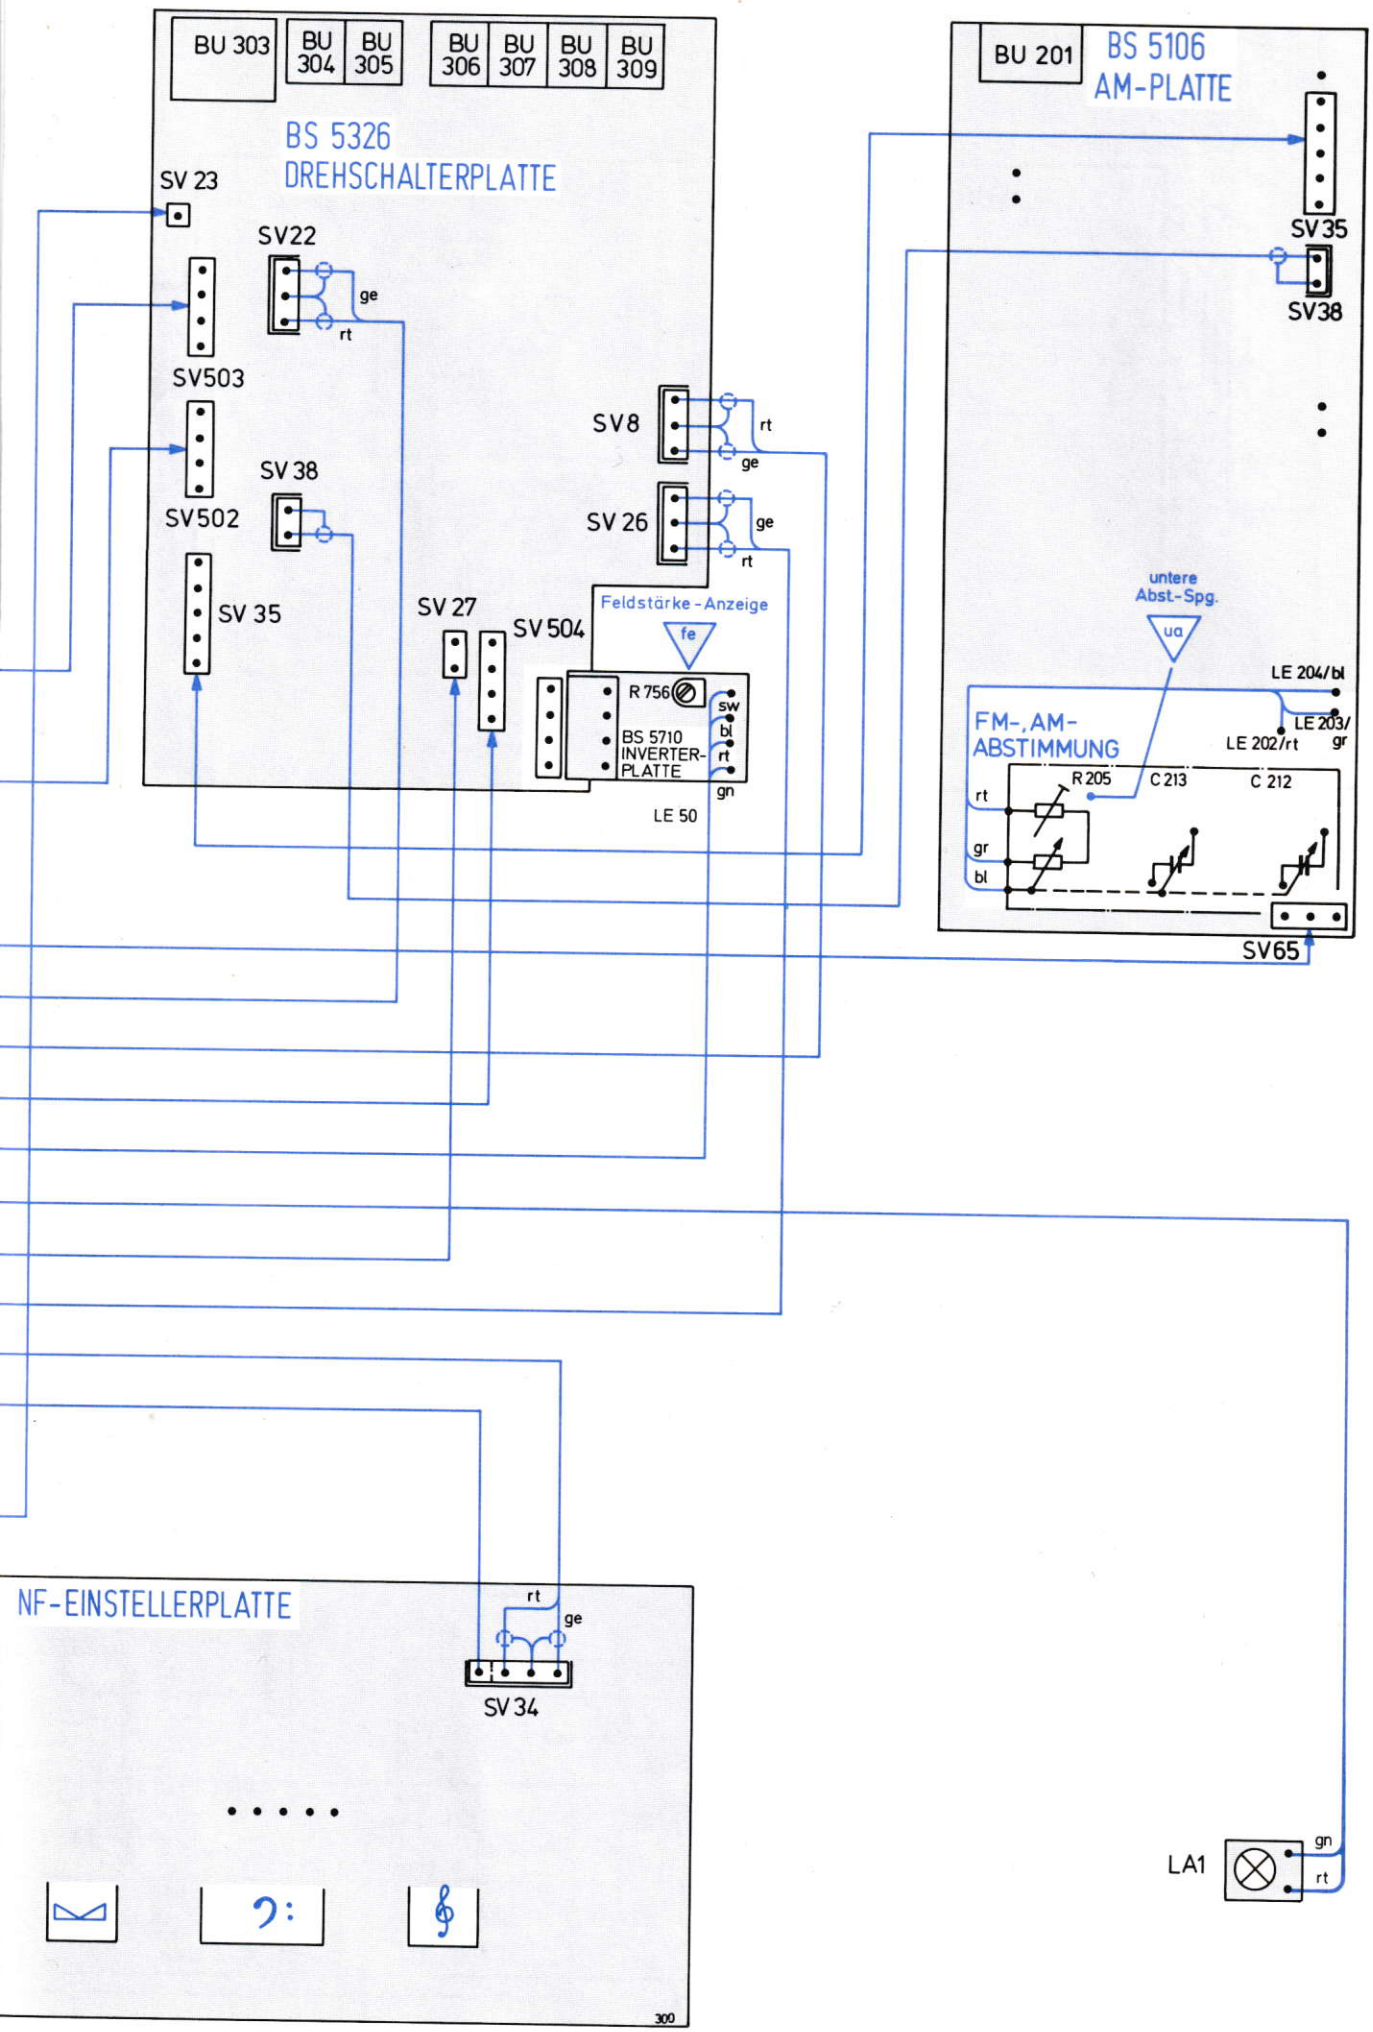 BU 303
BU
304
BU
305
BU
306
BU
307
BU
308
BU
309
BS 5326
DREHSCHALTERPLATTE
SV 23
SV22
ge
rt
SV503
SV8
rt
ge
SV 38
SV502
SV 26
ge
rt
SV 35
SV 27
SV 504
Feldstärke-Anzeige
fe
R 756
sw
bl
rt
gn
BS 5710
INVERTER-
PLATTE
LE 50
BU 201
BS 5106
AM-PLATTE
SV35
SV38
untere
Abst-Spg.
ua
LE 204/bl
LE 203/
gr
LE 202/rt
FM-,AM-
ABSTIMMUNG
R 205
C 213
C 212
rt
gr
bl
SV65
NF-EINSTELLERPLATTE
rt
ge
SV 34
300
LA1
gn
rt